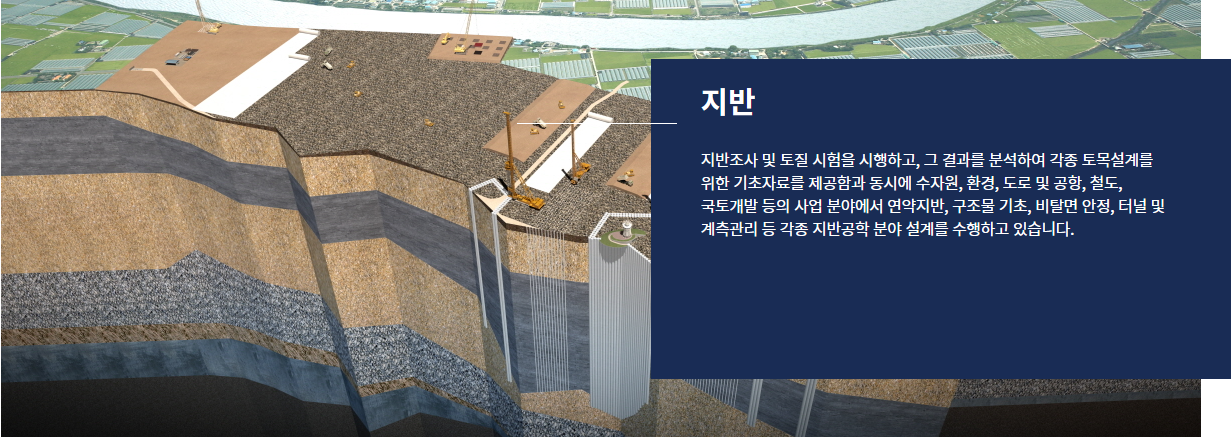 지반
지반조사 및 토질 시험을 시행하고, 그 결과를 분석하여 각종 토목설계를
위한 기초자료를 제공함과 동시에 수자원, 환경, 도로 및 공항, 철도,
국토개발 등의 사업 분야에서 연약지반, 구조물 기초, 비탈면 안정, 터널 및
계측관리 등 각종 지반공학 분야 설계를 수행하고 있습니다.